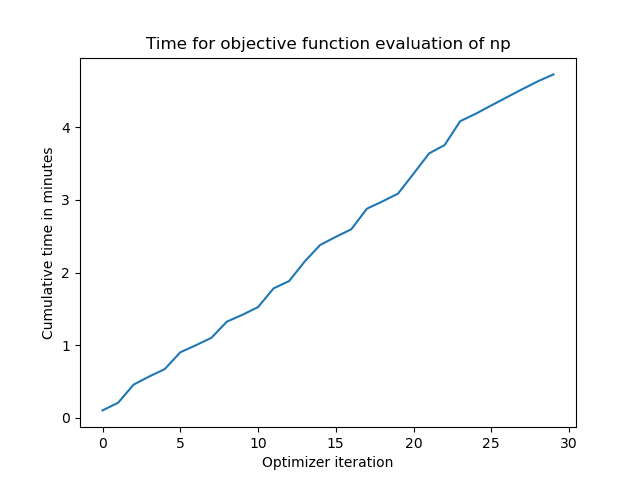 Time for objective function evaluation of np
Cumulative time in minutes
4
3
2
1
0
0 5 10 15 20 25 30
Optimizer iteration